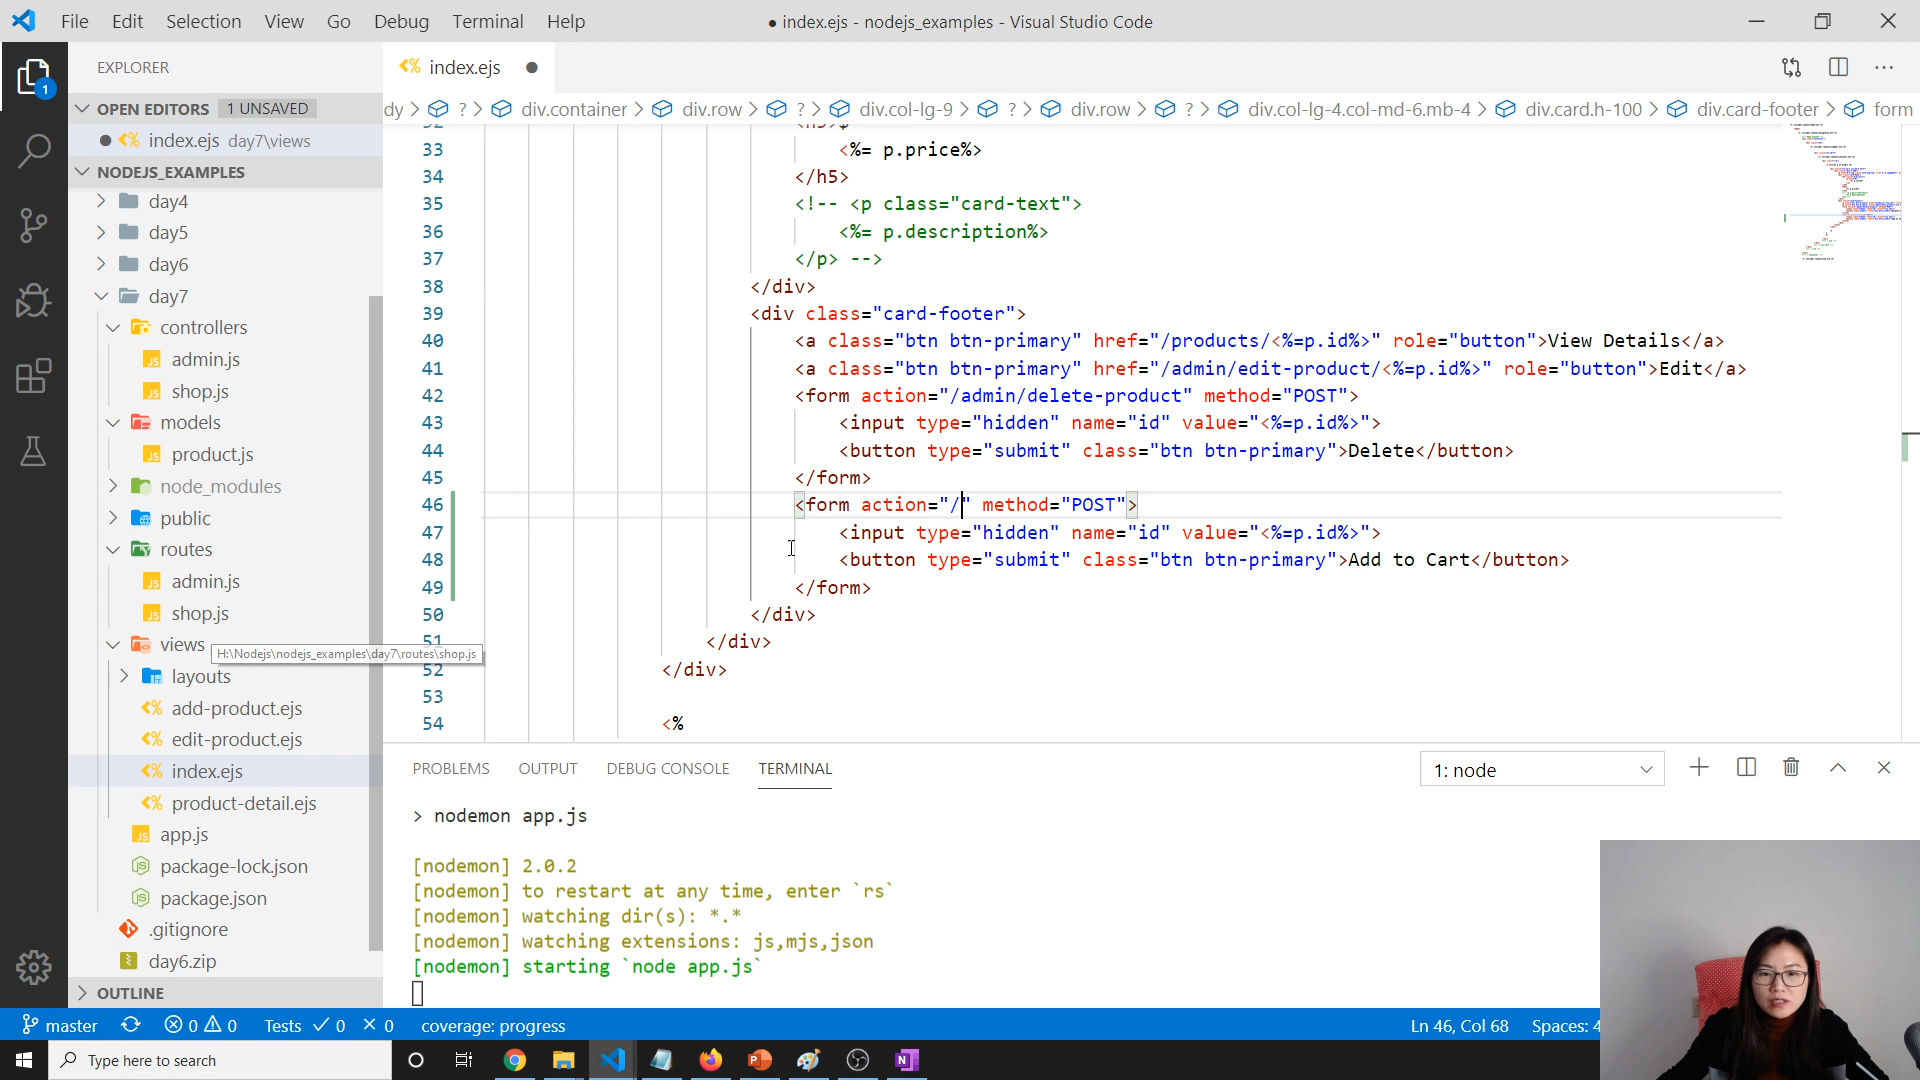 File Edit Selection View Go Debug Terminal Help
● index.ejs - nodejs_examples - Visual Studio Code
EXPLORER
OPEN EDITORS 1 UNSAVED
index.ejs day7\views
NODEJS_EXAMPLES
day4
day5
day6
day7
controllers
admin.js
shop.js
models
product.js
node_modules
public
routes
admin.js
shop.js
views
H:\Nodejs\nodejs_examples\day7\routes\shop.js
layouts
add-product.ejs
edit-product.ejs
index.ejs
product-detail.ejs
app.js
package-lock.json
package.json
.gitignore
day6.zip
OUTLINE
1
index.ejs
dy > ? > div.container > div.row > ? > div.col-lg-9 > ? > div.row > ? > div.col-lg-4.col-md-6.mb-4 > div.card.h-100 > div.card-footer > form
32 <h5>$
33 <%= p.price%>
34 </h5>
35 <!-- <p class="card-text">
36 <%= p.description%>
37 </p> -->
38 </div>
39 <div class="card-footer">
40 <a class="btn btn-primary" href="/products/<%=p.id%>" role="button">View Details</a>
41 <a class="btn btn-primary" href="/admin/edit-product/<%=p.id%>" role="button">Edit</a>
42 <form action="/admin/delete-product" method="POST">
43 <input type="hidden" name="id" value="<%=p.id%>">
44 <button type="submit" class="btn btn-primary">Delete</button>
45 </form>
46 <form action="/" method="POST">
47 <input type="hidden" name="id" value="<%=p.id%>">
48 <button type="submit" class="btn btn-primary">Add to Cart</button>
49 </form>
50 </div>
51 </div>
52 </div>
53
54 <%
PROBLEMS OUTPUT DEBUG CONSOLE TERMINAL
1: node
> nodemon app.js
[nodemon] 2.0.2
[nodemon] to restart at any time, enter `rs`
[nodemon] watching dir(s): *.*
[nodemon] watching extensions: js,mjs,json
[nodemon] starting `node app.js`
master 0 0 Tests 0 0 coverage: progress
Ln 46, Col 68 Spaces: 4
Type here to search